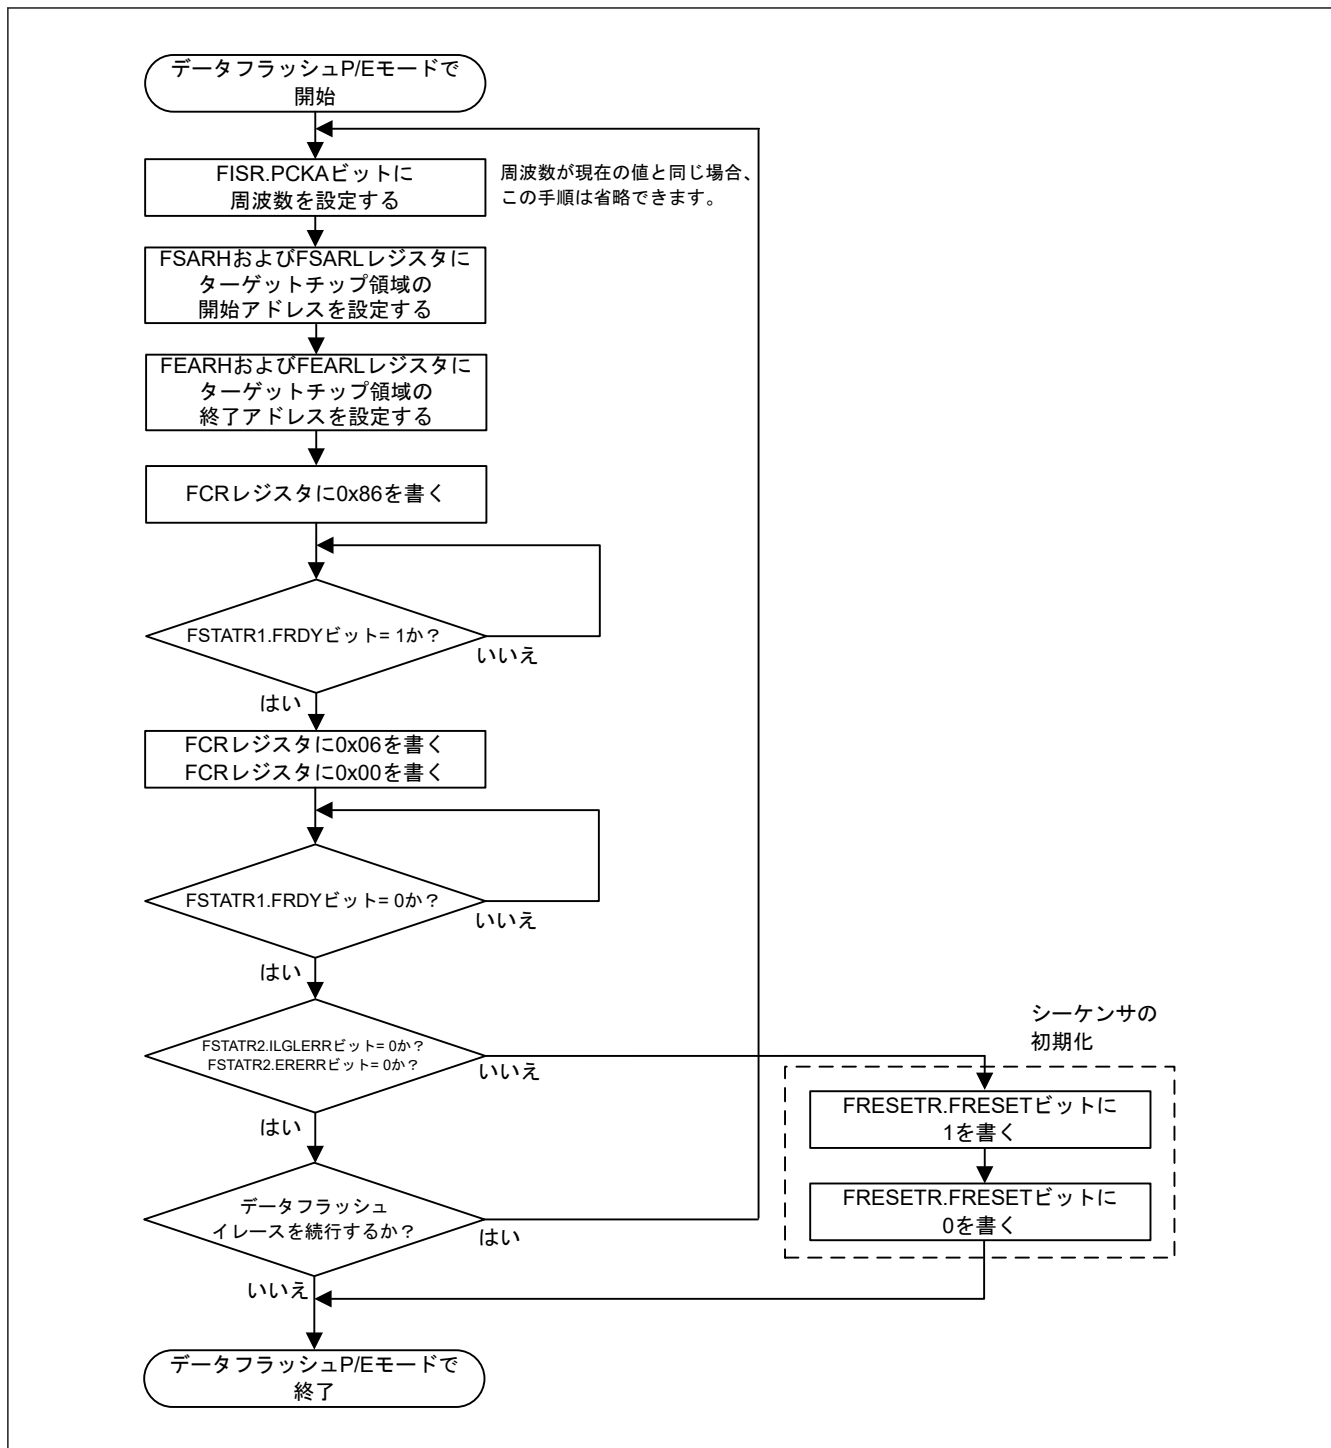 データフラッシュP/Eモードで
開始
FISR.PCKAビットに
周波数を設定する
周波数が現在の値と同じ場合、
この手順は省略できます。
FSARHおよびFSARLレジスタに
ターゲットチップ領域の
開始アドレスを設定する
FEARHおよびFEARLレジスタに
ターゲットチップ領域の
終了アドレスを設定する
FCRレジスタに0x86を書く
FSTATR1.FRDYビット= 1か？
いいえ
はい
FCRレジスタに0x06を書く
FCRレジスタに0x00を書く
FSTATR1.FRDYビット= 0か？
いいえ
はい
FSTATR2.ILGLERRビット= 0か？
FSTATR2.ERERRビット= 0か？
いいえ
はい
シーケンサの
初期化
FRESETR.FRESETビットに
1を書く
FRESETR.FRESETビットに
0を書く
データフラッシュ
イレースを続行するか？
はい
いいえ
データフラッシュP/Eモードで
終了